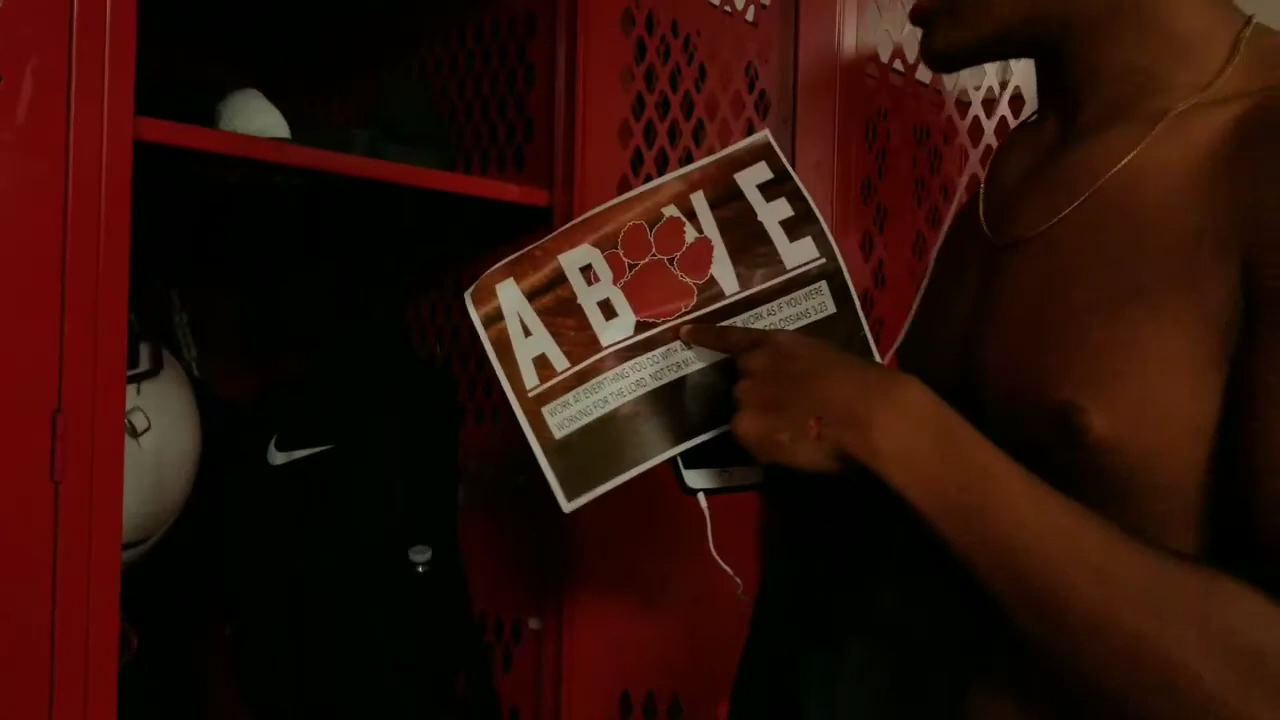 ABOVE
WORK AT EVERYTHING YOU DO WITH WORK AS IF YOU WERE
WORKING FOR THE LORD, NOT FOR COLOSSIANS 3:23